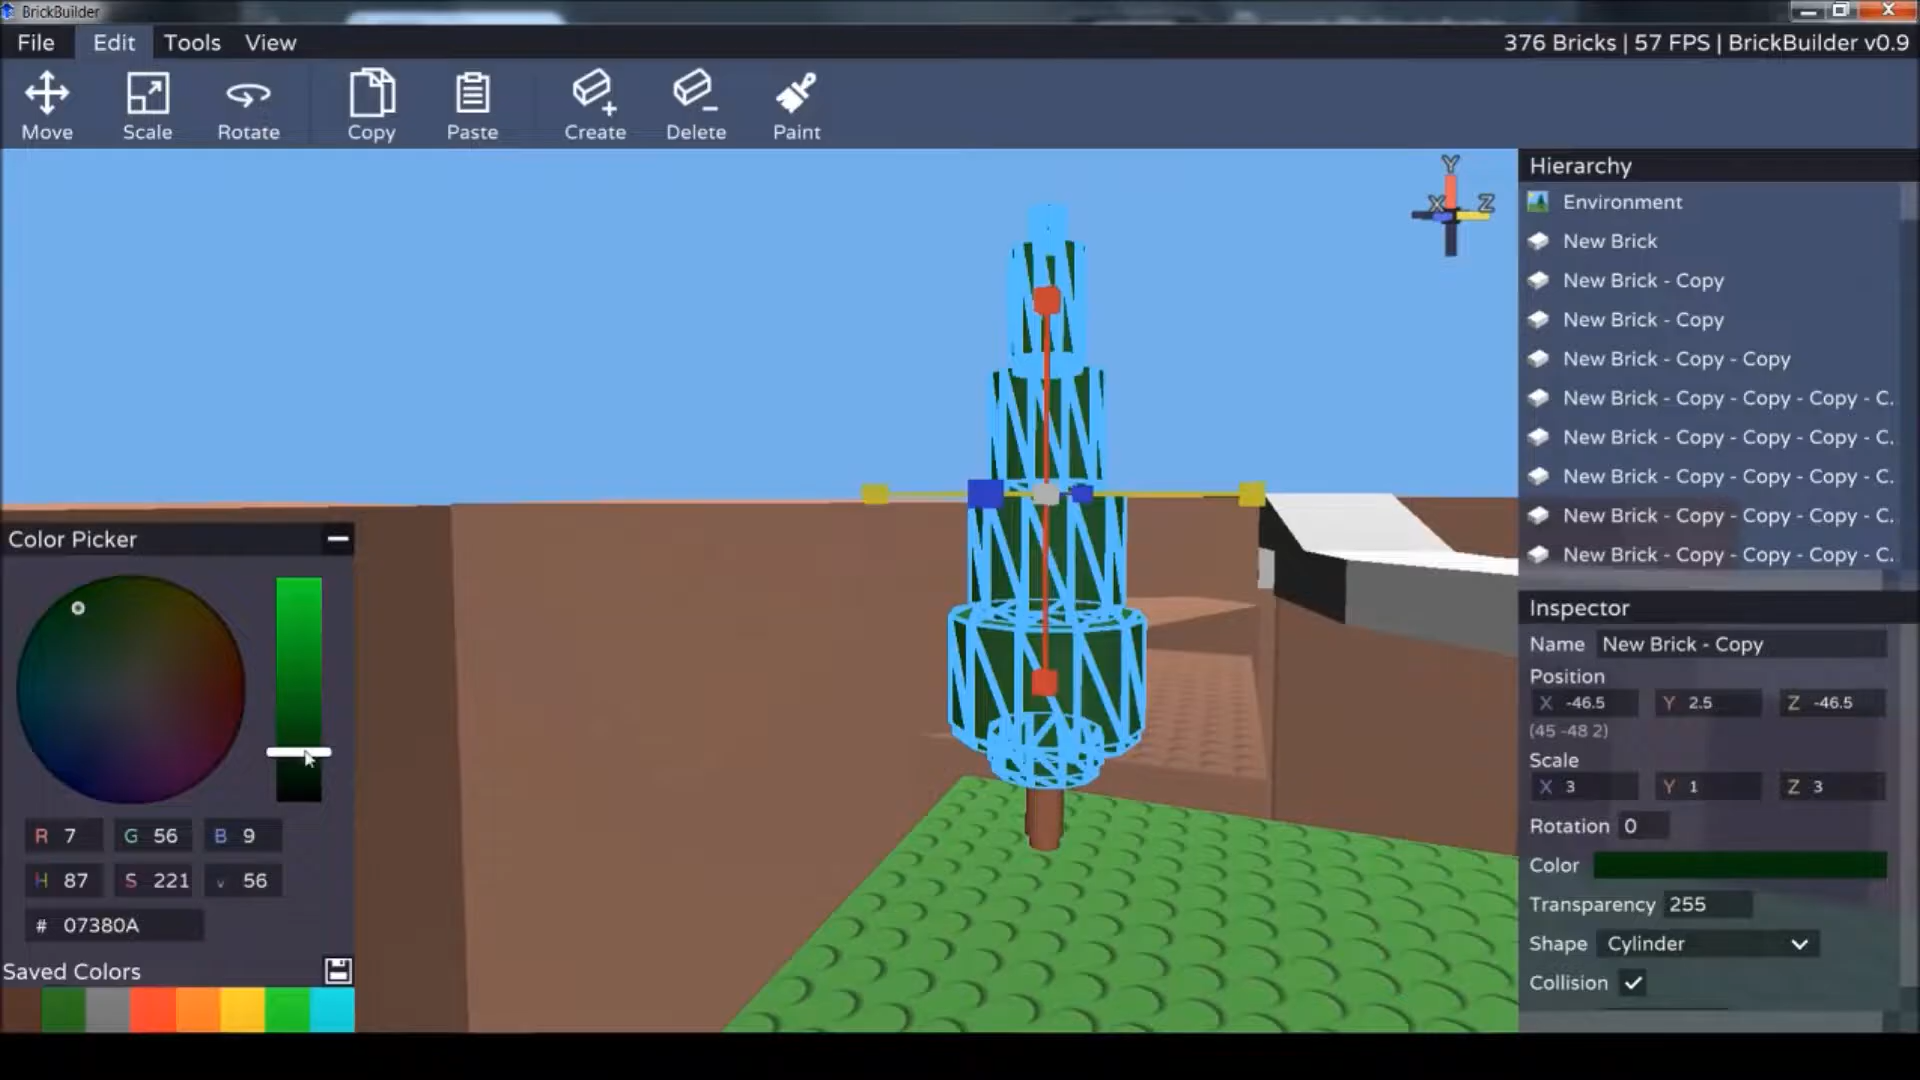 BrickBuilder
File Edit Tools View
376 Bricks | 57 FPS | BrickBuilder v0.9
Move Scale Rotate Copy Paste Create Delete Paint
Y
X Z
Hierarchy
Environment
New Brick
New Brick - Copy
New Brick - Copy
New Brick - Copy - Copy
New Brick - Copy - Copy - Copy - C.
New Brick - Copy - Copy - Copy - C.
New Brick - Copy - Copy - Copy - C.
New Brick - Copy - Copy - Copy - C.
New Brick - Copy - Copy - Copy - C.
Inspector
Name New Brick - Copy
Position
X -46.5 Y 2.5 Z -46.5
(45 -48 2)
Scale
X 3 Y 1 Z 3
Rotation 0
Color
Transparency 255
Shape Cylinder
Collision
Color Picker
R 7 G 56 B 9
H 87 S 221 v 56
# 07380A
Saved Colors